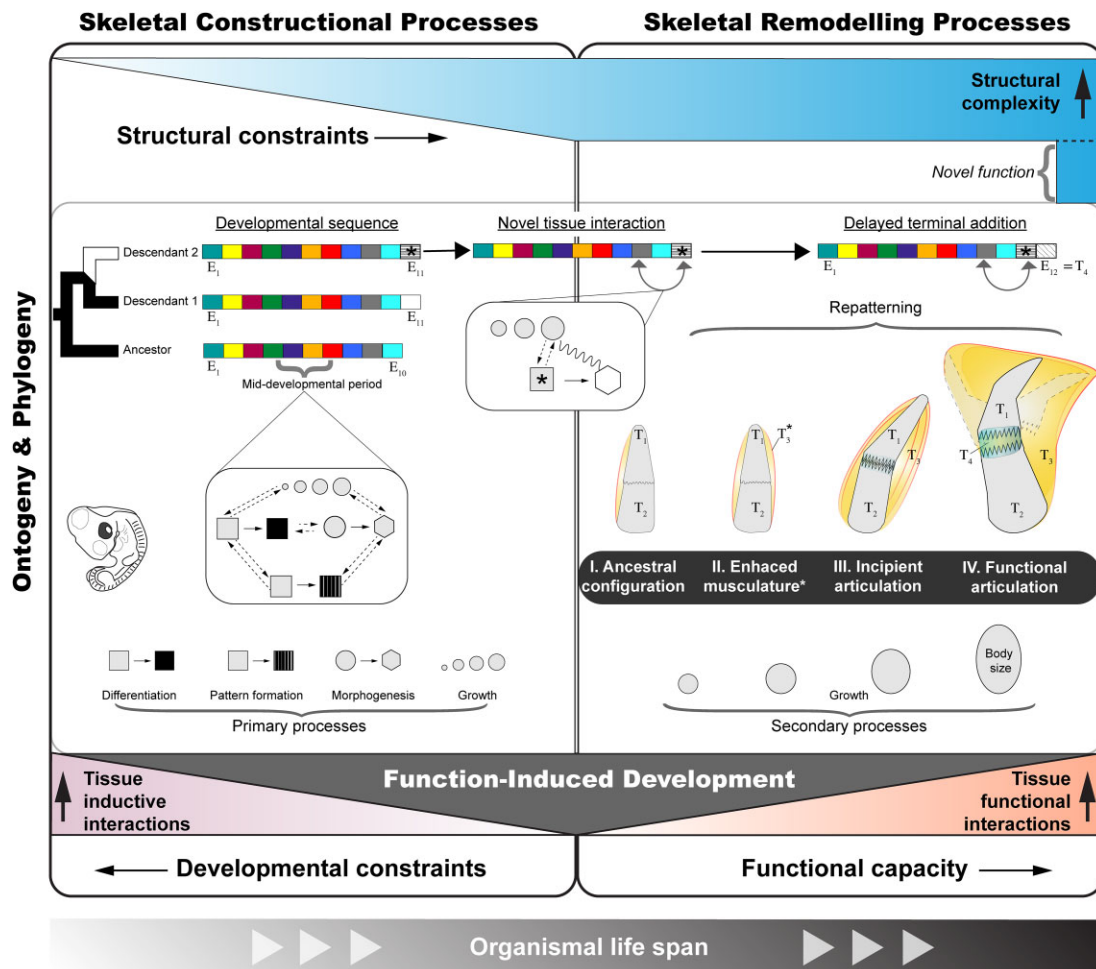 Skeletal Constructional Processes
Skeletal Remodelling Processes
Structural
complexity
Structural constraints
Novel function
Ontogeny & Phylogeny
Developmental sequence
Novel tissue interaction
Delayed terminal addition
Descendant 2
*
*
*
E1
E11
E1
E12 = T4
Descendant 1
E1
E11
Ancestor
E1
E10
Mid-developmental period
Repatterning
*
T1
T2
T1
T3*
T2
T1
T3
T2
T1
T4
T3
T2
I. Ancestral
configuration
II. Enhaced
musculature*
III. Incipient
articulation
IV. Functional
articulation
Differentiation
Pattern formation
Morphogenesis
Growth
Primary processes
Body
size
Growth
Secondary processes
Function-Induced Development
Tissue
inductive
interactions
Tissue
functional
interactions
Developmental constraints
Functional capacity
Organismal life span